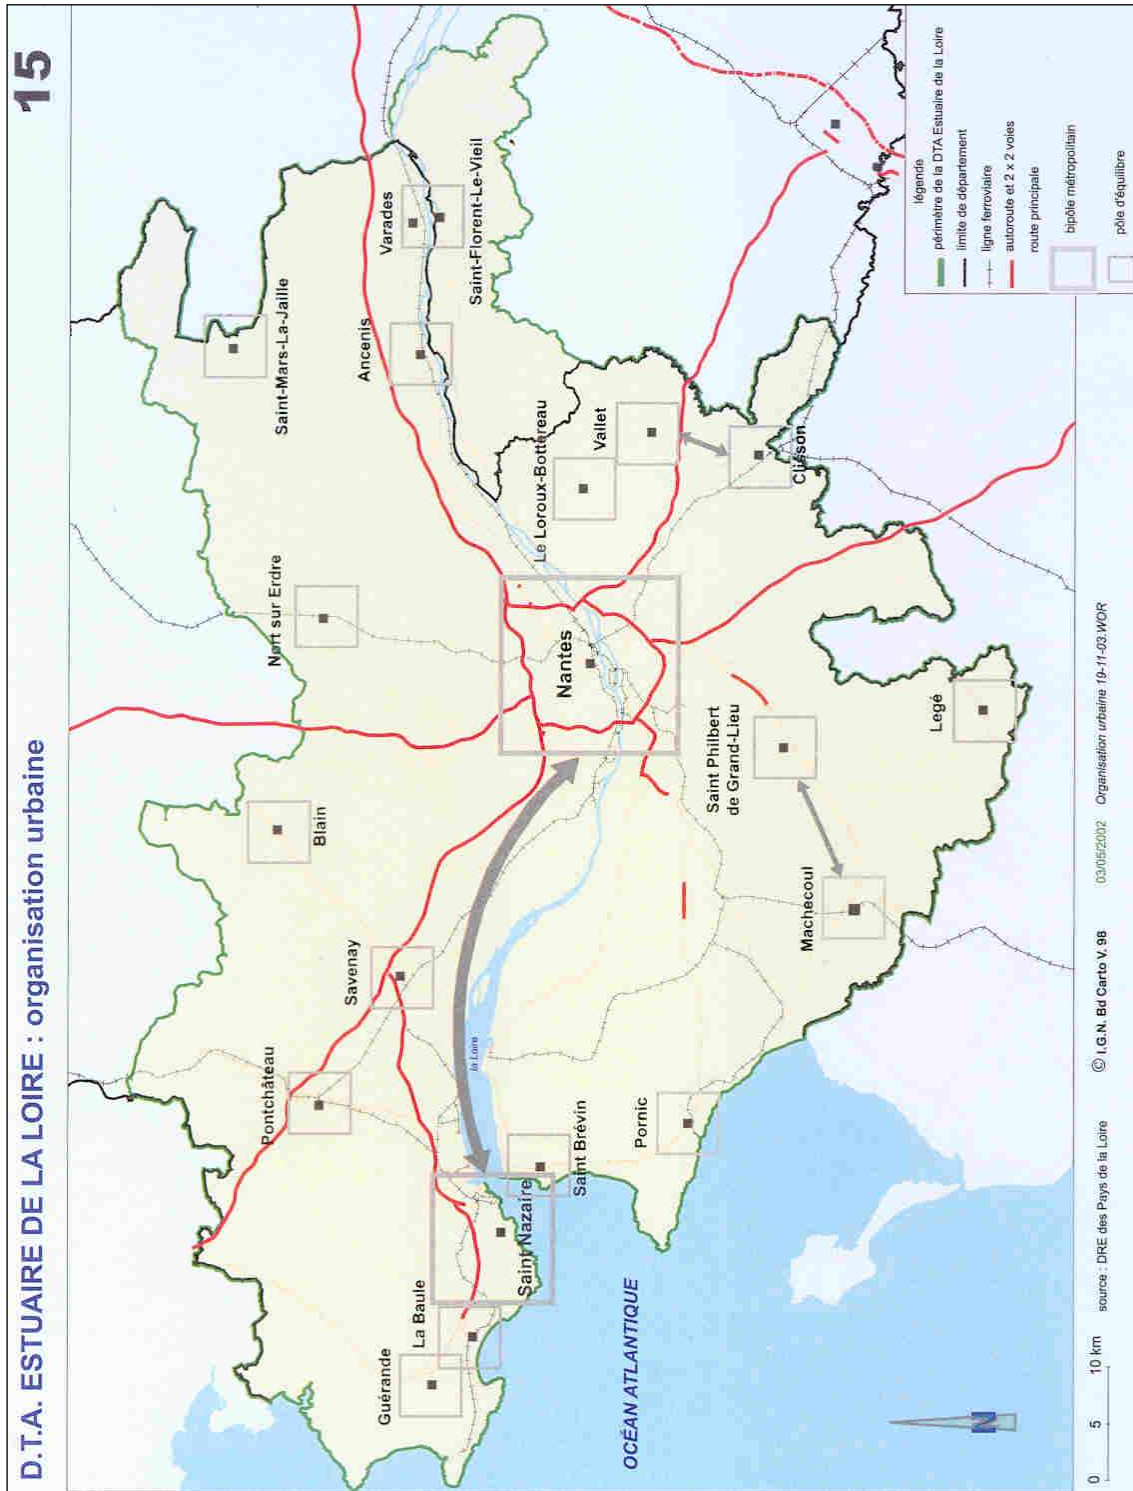 D.T.A. ESTUAIRE DE LA LOIRE : organisation urbaine
15
Saint-Mars-La-Jaille
Varades
Saint-Florent-Le-Vieil
Ancenis
Nort sur Erdre
Blain
Pontchâteau
Savenay
Le Loroux-Bottereau
Vallet
Clisson
Nantes
la Loire
Guérande
La Baule
Saint Nazaire
Saint Brévin
Pornic
Saint Philbert
de Grand-Lieu
Machecoul
Legé
OCÉAN ATLANTIQUE
N
légende
périmètre de la DTA Estuaire de la Loire
limite de département
ligne ferroviaire
autoroute et 2 x 2 voies
route principale
bipôle métropolitain
pôle d'équilibre
0 5 10 km
source : DRE des Pays de la Loire
© I.G.N. Bd Carto V. 98
03/05/2002
Organisation urbaine 19-11-03.WOR